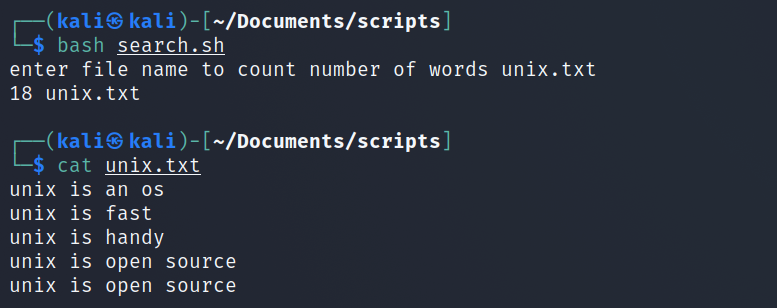 ┌──(kali㉿kali)-[~/Documents/scripts]
└─$ bash search.sh
enter file name to count number of words unix.txt
18 unix.txt
┌──(kali㉿kali)-[~/Documents/scripts]
└─$ cat unix.txt
unix is an os
unix is fast
unix is handy
unix is open source
unix is open source